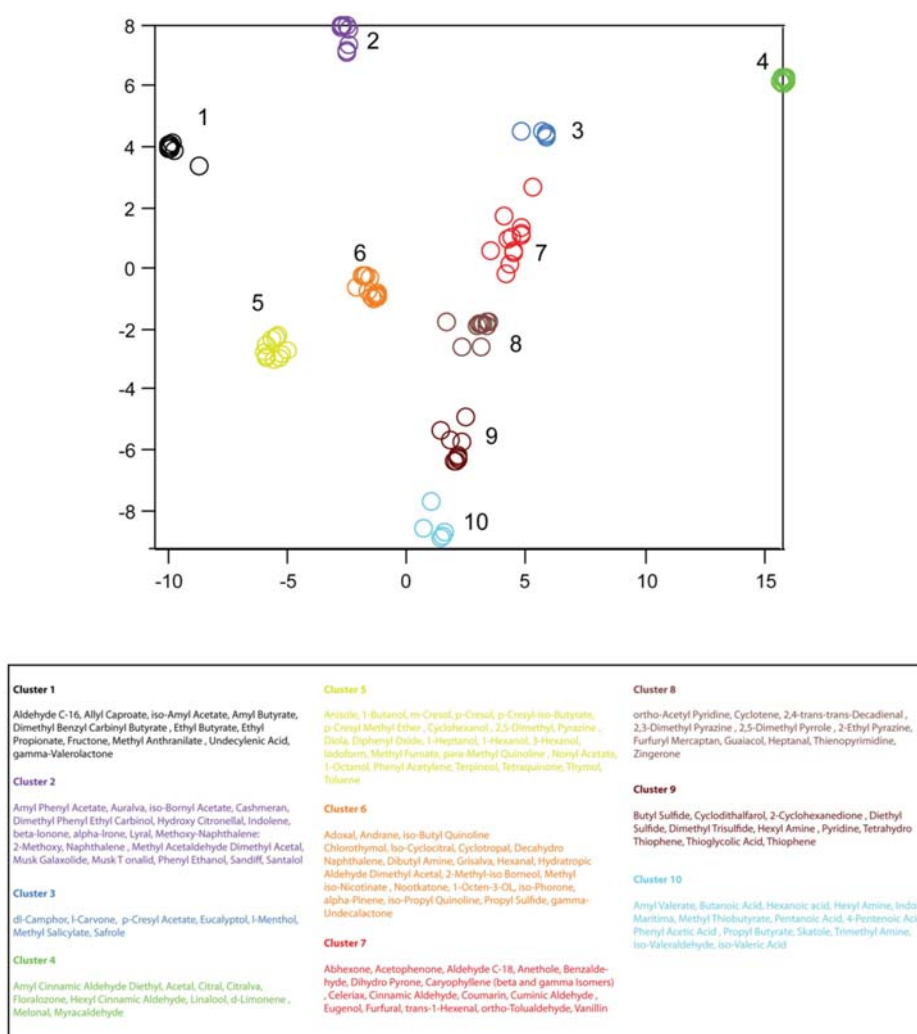 8
2
4
6
1
3
4
2
7
6
0
5
-2
8
-4
9
-6
10
-8
-10 -5 0 5 10 15
Cluster 1
Aldehyde C-16, Allyl Caproate, iso-Amyl Acetate, Amyl Butyrate,
Dimethyl Benzyl Carbinyl Butyrate , Ethyl Butyrate, Ethyl
Propionate, Fructone, Methyl Anthranilate , Undecylenic Acid,
gamma-Valerolactone
Cluster 2
Amyl Phenyl Acetate, Auralva, iso-Bornyl Acetate, Cashmeran,
Dimethyl Phenyl Ethyl Carbinol, Hydroxy Citronellal, Indolene,
beta-Ionone, alpha-Irone, Lyral, Methoxy-Naphthalene:
2-Methoxy, Naphthalene , Methyl Acetaldehyde Dimethyl Acetal,
Musk Galaxolide, Musk T onalid, Phenyl Ethanol, Sandiff, Santalol
Cluster 3
dl-Camphor, l-Carvone, p-Cresyl Acetate, Eucalyptol, l-Menthol,
Methyl Salicylate, Safrole
Cluster 4
Amyl Cinnamic Aldehyde Diethyl, Acetal, Citral, Citralva,
Floralozone, Hexyl Cinnamic Aldehyde, Linalool, d-Limonene ,
Melonal, Myracaldehyde
Cluster 5
Anisole, 1-Butanol, m-Cresol, p-Cresol, p-Cresyl-iso-Butyrate,
p-Cresyl Methyl Ether , Cyclohexanol , 2,5-Dimethyl, Pyrazine ,
Diola, Diphenyl Oxide, 1-Heptanol, 1-Hexanol, 3-Hexanol,
Iodoform, Methyl Furoate, para Methyl Quinoline , Nonyl Acetate,
1-Octanol, Phenyl Acetylene, Terpineol, Tetraquinone, Thymol,
Toluene
Cluster 6
Adoxal, Andrane, iso-Butyl Quinoline
Chlorothymol, Iso-Cyclocitral, Cyclotropal, Decahydro
Naphthalene, Dibutyl Amine, Grisalva, Hexanal, Hydratropic
Aldehyde Dimethyl Acetal, 2-Methyl-iso Borneol, Methyl
iso-Nicotinate , Nootkatone, 1-Octen-3-OL, iso-Phorone,
alpha-Pinene, iso-Propyl Quinoline, Propyl Sulfide, gamma-
Undecalactone
Cluster 7
Abhexone, Acetophenone, Aldehyde C-18, Anethole, Benzalde-
hyde, Dihydro Pyrone, Caryophyllene (beta and gamma Isomers)
, Celeriax, Cinnamic Aldehyde, Coumarin, Cuminic Aldehyde ,
Eugenol, Furfural, trans-1-Hexenal, ortho-Tolualdehyde, Vanillin
Cluster 8
ortho-Acetyl Pyridine, Cyclotene, 2,4-trans-trans-Decadienal ,
2,3-Dimethyl Pyrazine , 2,5-Dimethyl Pyrrole , 2-Ethyl Pyrazine,
Furfuryl Mercaptan, Guaiacol, Heptanal, Thienopyrimidine,
Zingerone
Cluster 9
Butyl Sulfide, Cyclodithalfarol, 2-Cyclohexanedione , Diethyl
Sulfide, Dimethyl Trisulfide, Hexyl Amine , Pyridine, Tetrahydro
Thiophene, Thioglycolic Acid, Thiophene
Cluster 10
Amyl Valerate, Butanoic Acid, Hexanoic acid, Hexyl Amine, Indo
Maritima, Methyl Thiobutyrate, Pentanoic Acid, 4-Pentenoic Aci
Phenyl Acetic Acid , Propyl Butyrate, Skatole, Trimethyl Amine,
iso-Valeraldehyde, iso-Valeric Acid